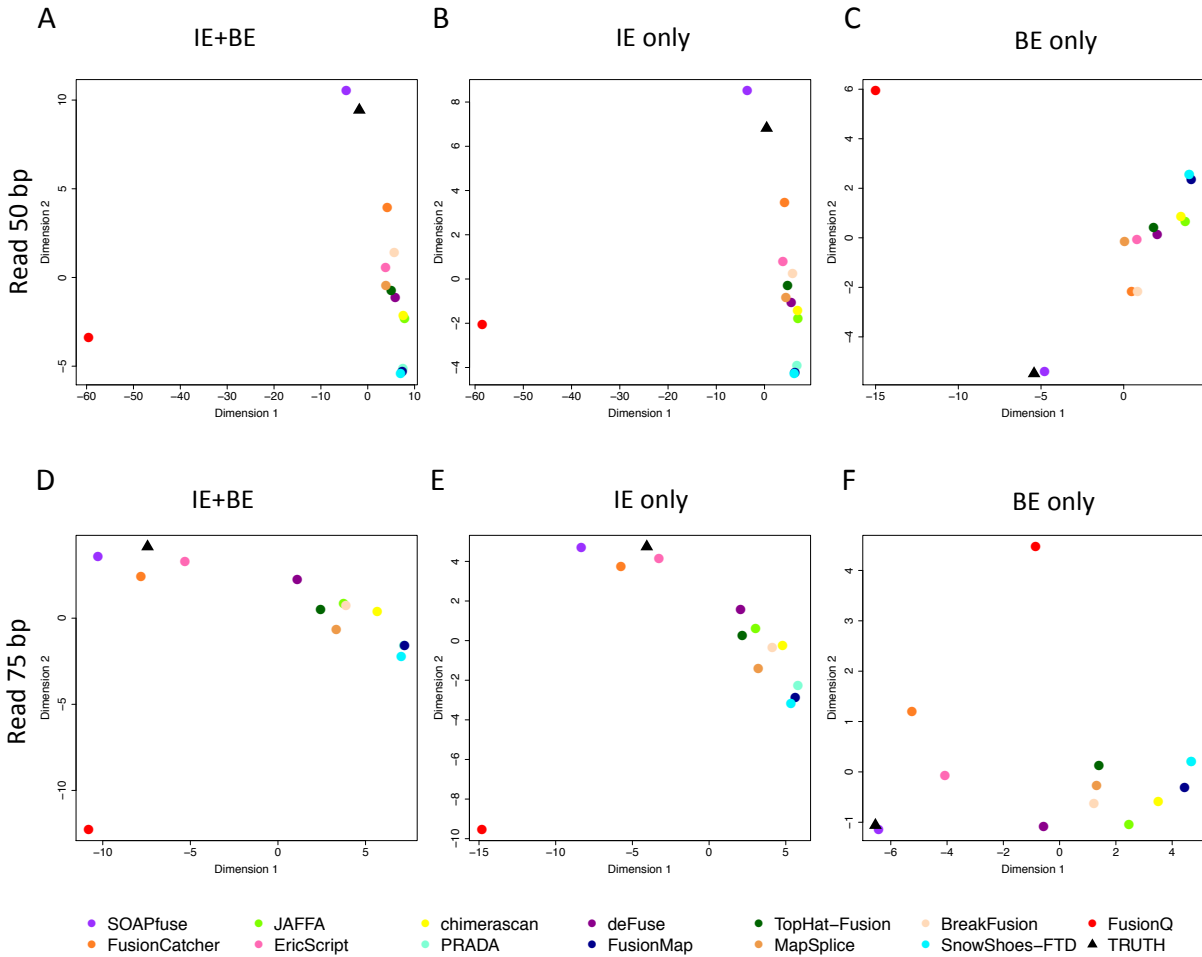 A
B
C
IE+BE
IE only
BE only
Read 50 bp
Dimension 2
10
5
0
−5
−60 −50 −40 −30 −20 −10 0 10
Dimension 1
Dimension 2
8
6
4
2
0
−2
−4
−60 −50 −40 −30 −20 −10 0
Dimension 1
Dimension 2
6
4
2
0
−2
−4
−15 −10 −5 0
Dimension 1
D
E
F
IE+BE
IE only
BE only
Read 75 bp
Dimension 2
0
−5
−10
−10 −5 0 5
Dimension 1
Dimension 2
4
2
0
−2
−4
−6
−8
−10
−15 −10 −5 0 5
Dimension 1
Dimension 2
4
3
2
1
0
−1
−6 −4 −2 0 2 4
Dimension 1
SOAPfuse JAFFA chimerascan deFuse TopHat−Fusion BreakFusion FusionQ
FusionCatcher EricScript PRADA FusionMap MapSplice SnowShoes−FTD TRUTH